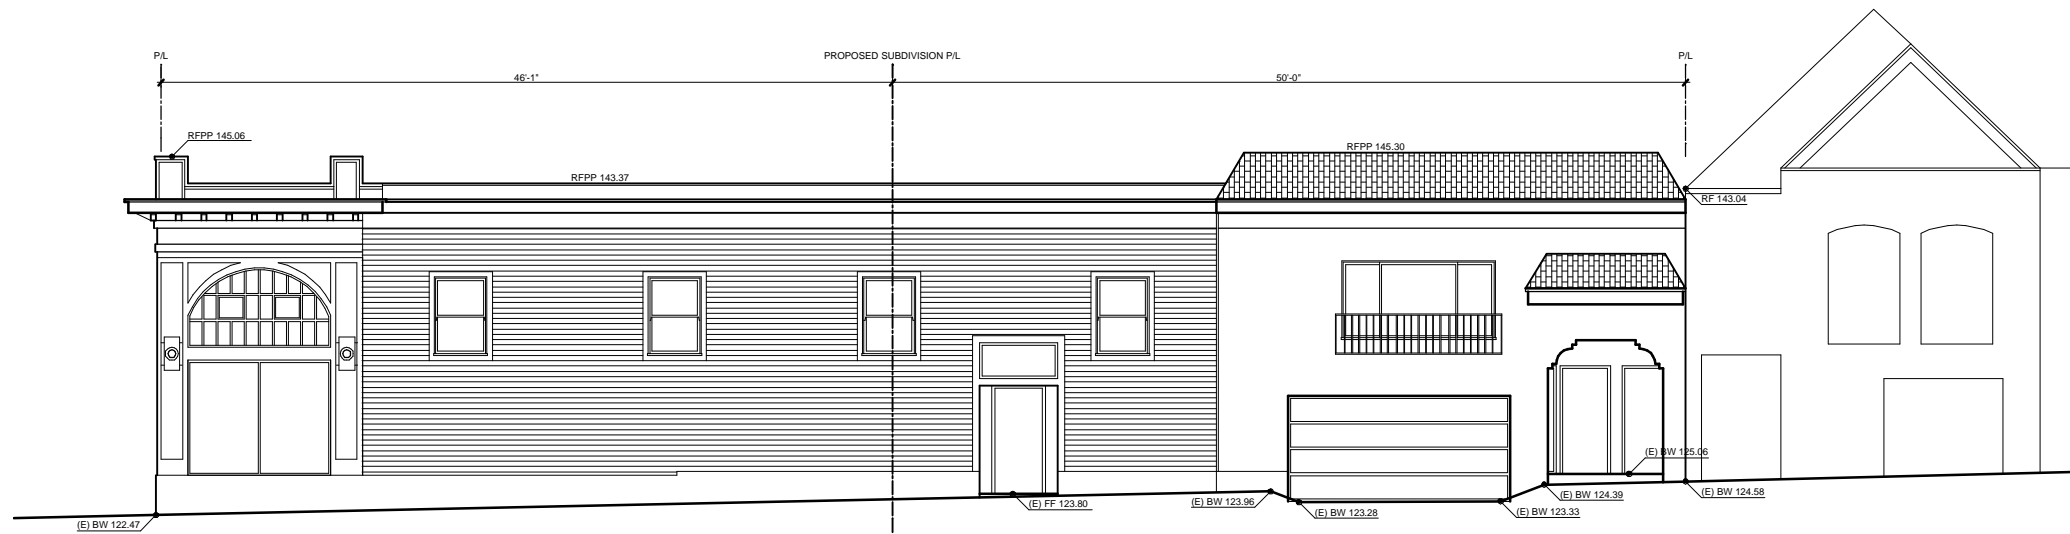 P/L
PROPOSED SUBDIVISION P/L
P/L
46'-1"
50'-0"
RFPP 145.06
RFPP 145.30
RFPP 143.37
RF 143.04
(E) BW 125.06
(E) BW 122.47
(E) FF 123.80
(E) BW 123.96
(E) BW 123.28
(E) BW 123.33
(E) BW 124.39
(E) BW 124.58